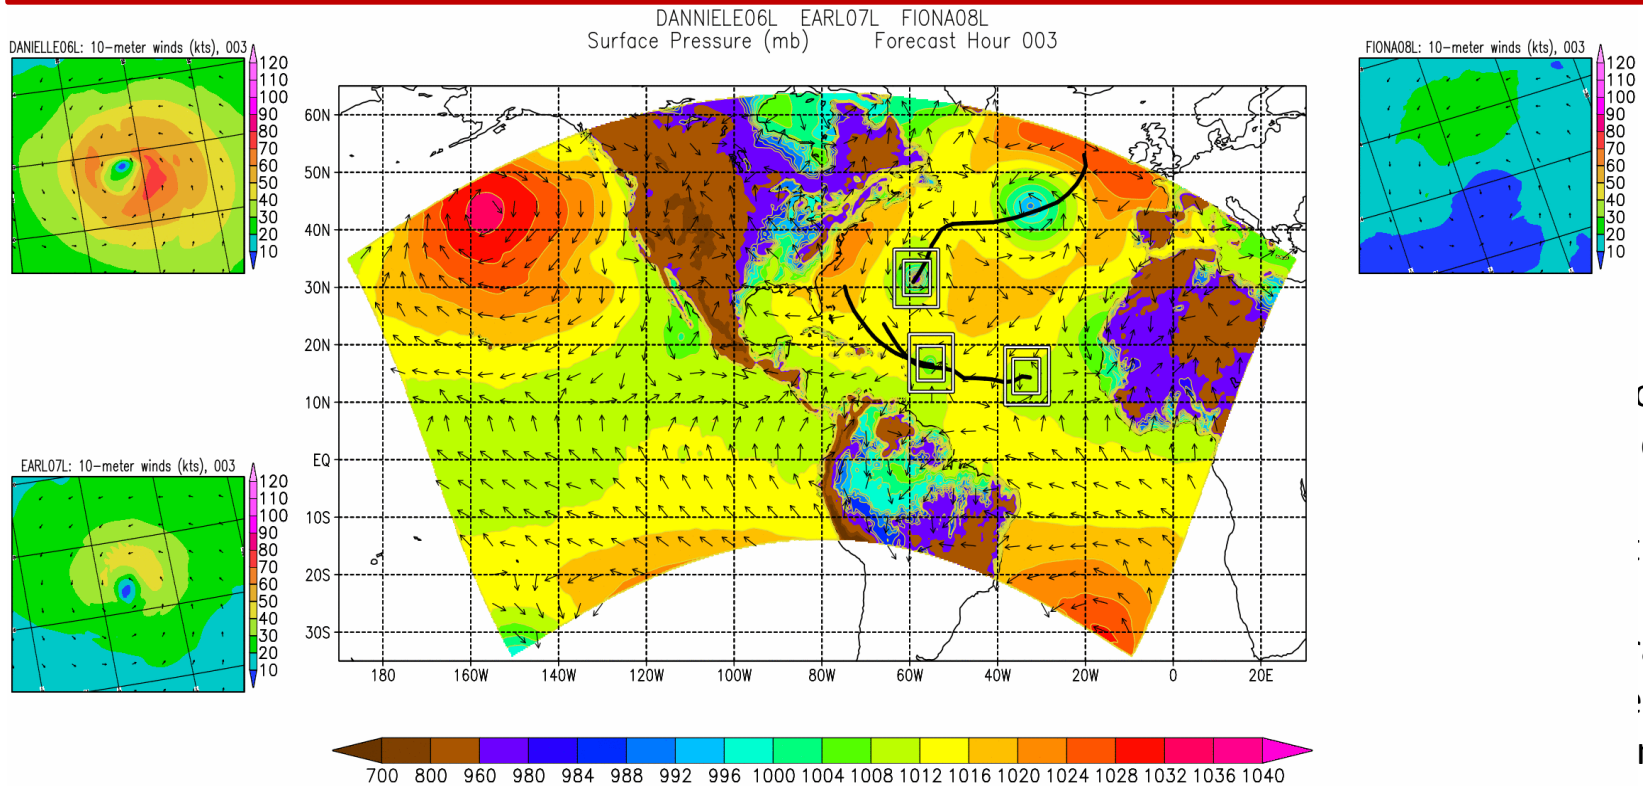 DANNIELE06L EARL07L FIONA08L
Surface Pressure (mb) Forecast Hour 003
DANIELLE06L: 10-meter winds (kts), 003
120
110
100
90
80
70
60
50
40
30
20
10
FIONA08L: 10-meter winds (kts), 003
120
110
100
90
80
70
60
50
40
30
20
10
EARL07L: 10-meter winds (kts), 003
120
110
100
90
80
70
60
50
40
30
20
10
60N
50N
40N
30N
20N
10N
EQ
10S
20S
30S
180 160W 140W 120W 100W 80W 60W 40W 20W 0 20E
700 800 960 980 984 988 992 996 1000 1004 1008 1012 1016 1020 1024 1028 1032 1036 1040